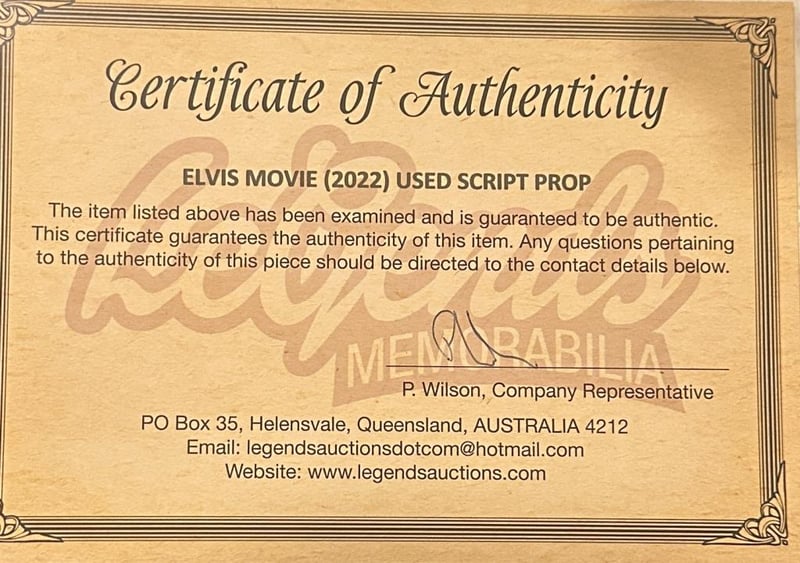 Certificate of Authenticity
ELVIS MOVIE (2022) USED SCRIPT PROP
The item listed above has been examined and is guaranteed to be authentic.
This certificate guarantees the authenticity of this item. Any questions pertaining
to the authenticity of this piece should be directed to the contact details below.
Legends
MEMORABILIA
P. Wilson, Company Representative
PO Box 35, Helensvale, Queensland, AUSTRALIA 4212
Email: legendsauctionsdotcom@hotmail.com
Website: www.legendsauctions.com